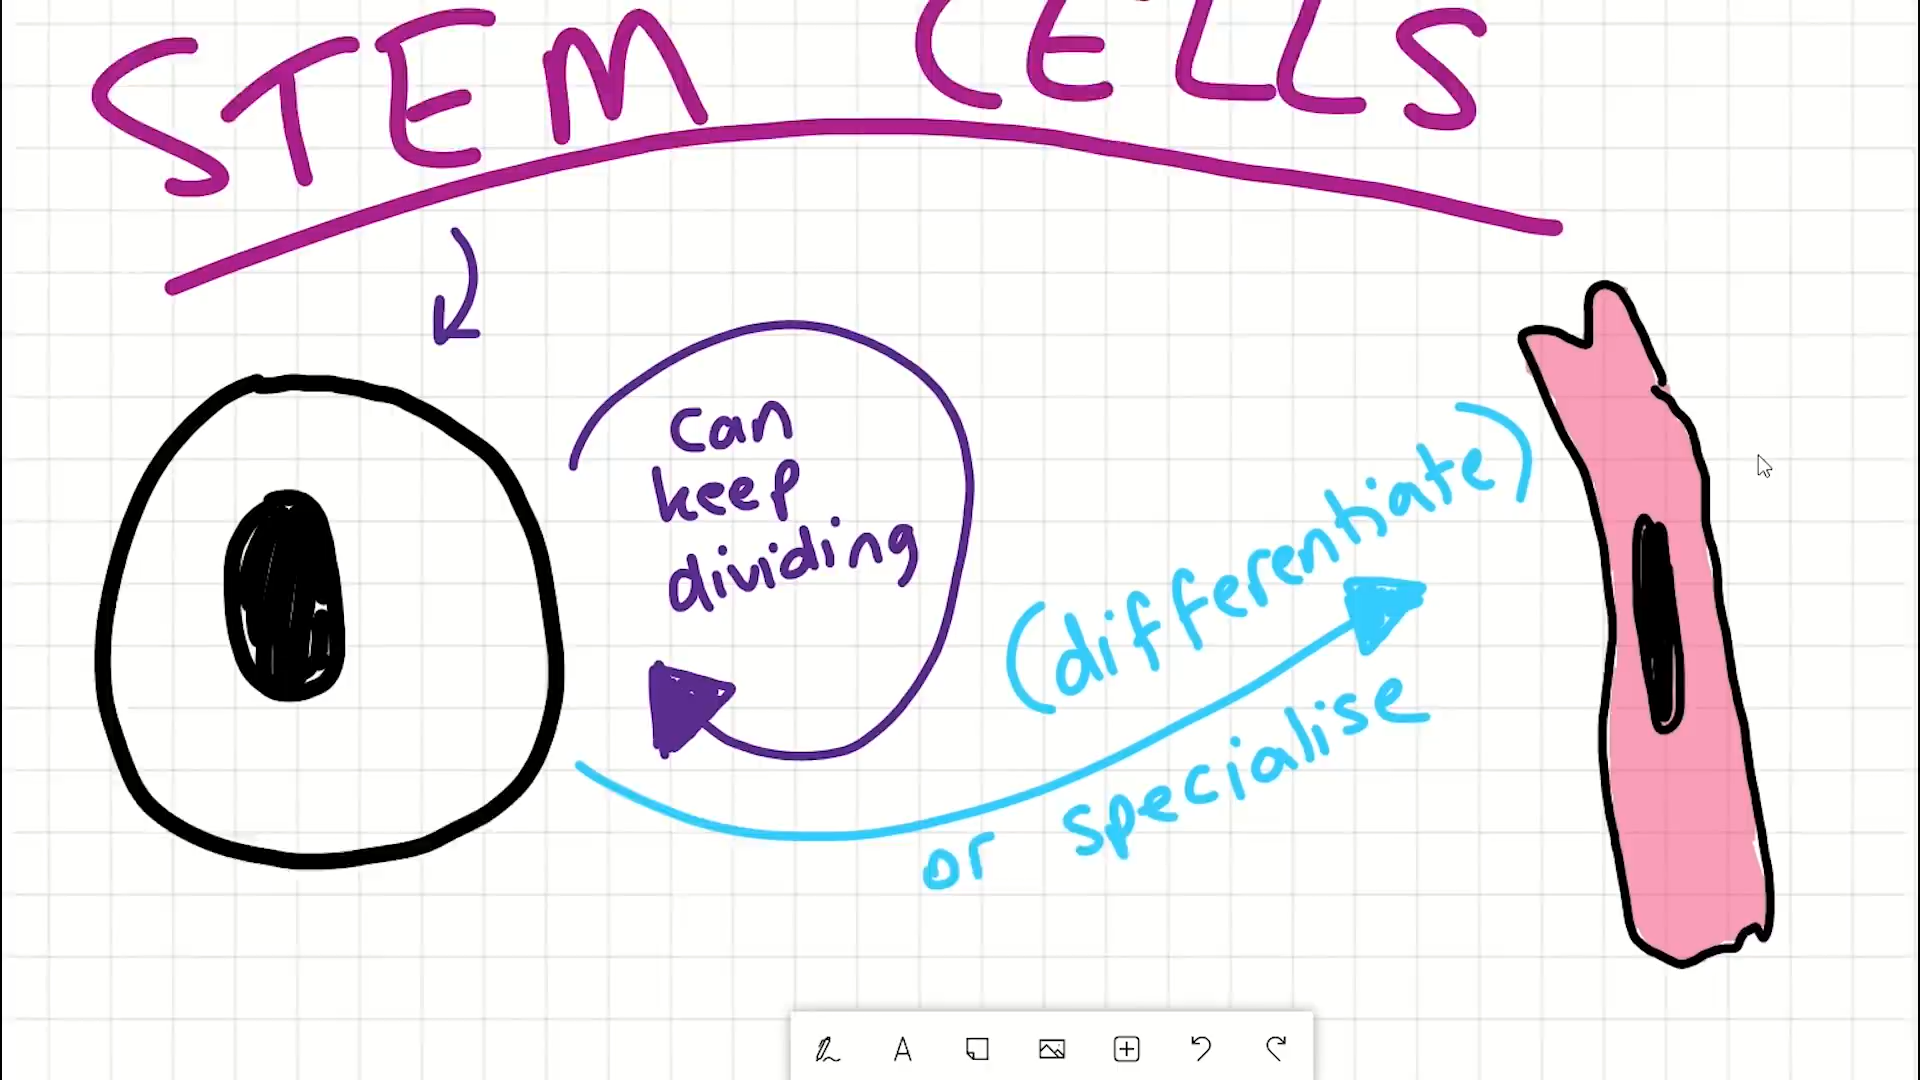 STEM CELLS
can
keep
dividing
(differentiate)
or specialise